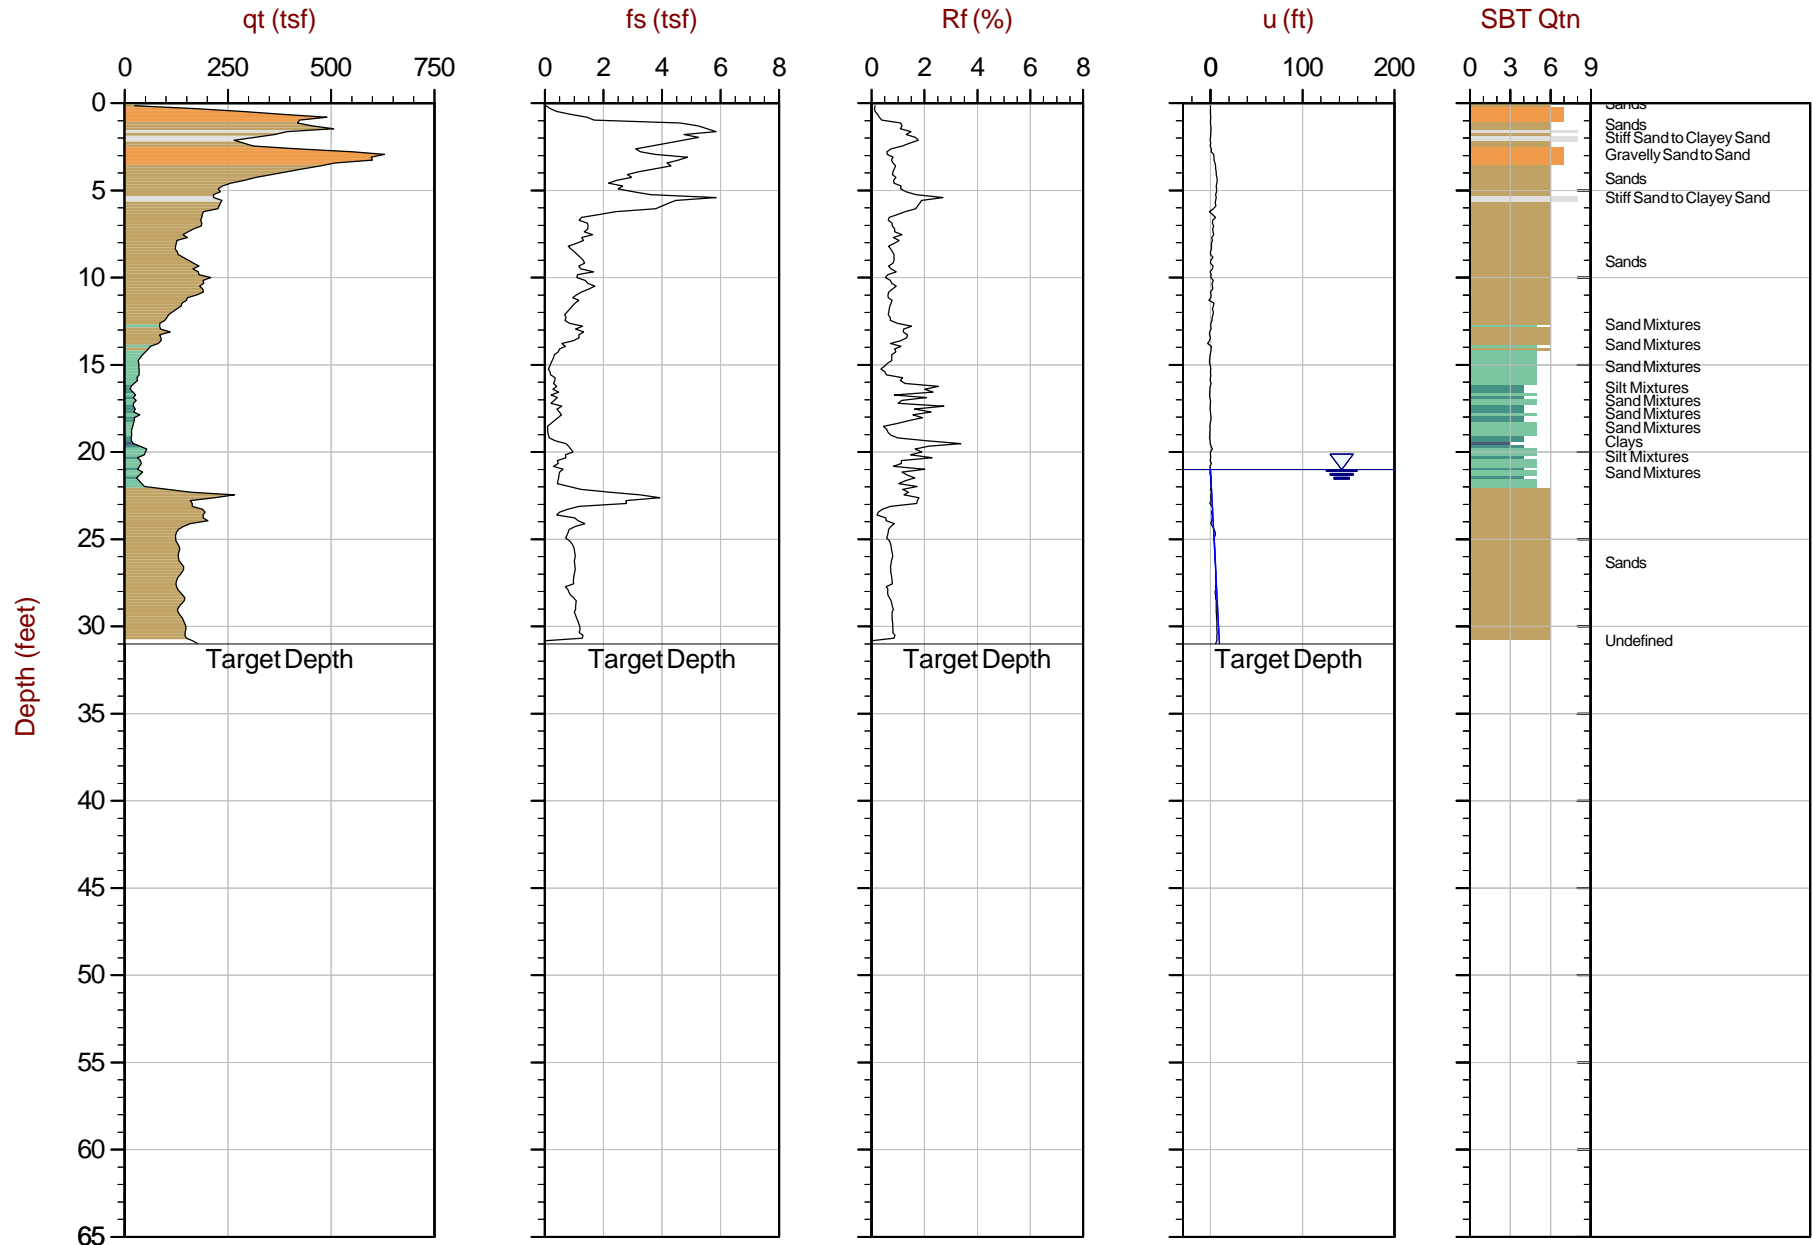 qt (tsf) fs (tsf) Rf (%) u (ft) SBT Qtn
0 250 500 750 0 2 4 6 8 0 2 4 6 8 0 100 200 0 3 6 9
0
5
10
15
20
25
30
35
40
45
50
55
60
65
Depth (feet)
Sands
Sands
Stiff Sand to Clayey Sand
Gravelly Sand to Sand
Sands
Stiff Sand to Clayey Sand
Sands
Sand Mixtures
Sand Mixtures
Sand Mixtures
Silt Mixtures
Sand Mixtures
Sand Mixtures
Sand Mixtures
Clays
Silt Mixtures
Sand Mixtures
Sands
Undefined
Target Depth Target Depth Target Depth Target Depth